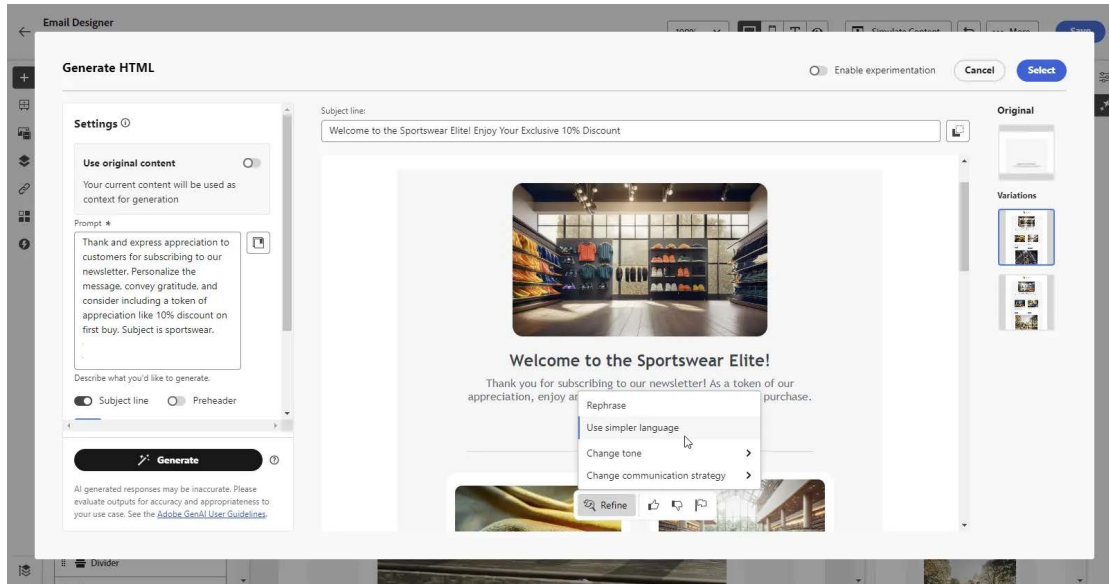 Email Designer
100%
Simulate Content
More
Save
Generate HTML
Enable experimentation
Cancel
Select
Settings
Use original content
Your current content will be used as
context for generation
Prompt *
Thank and express appreciation to
customers for subscribing to our
newsletter. Personalize the
message, convey gratitude, and
consider including a token of
appreciation like 10% discount on
first buy. Subject is sportswear.
Describe what you'd like to generate.
Subject line
Preheader
Generate
AI generated responses may be inaccurate. Please
evaluate outputs for accuracy and appropriateness to
your use case. See the Adobe GenAI User Guidelines.
Subject line:
Welcome to the Sportswear Elite! Enjoy Your Exclusive 10% Discount
Welcome to the Sportswear Elite!
Thank you for subscribing to our newsletter! As a token of our
appreciation, enjoy
purchase.
Rephrase
Use simpler language
Change tone
Change communication strategy
Refine
Original
Variations
Divider